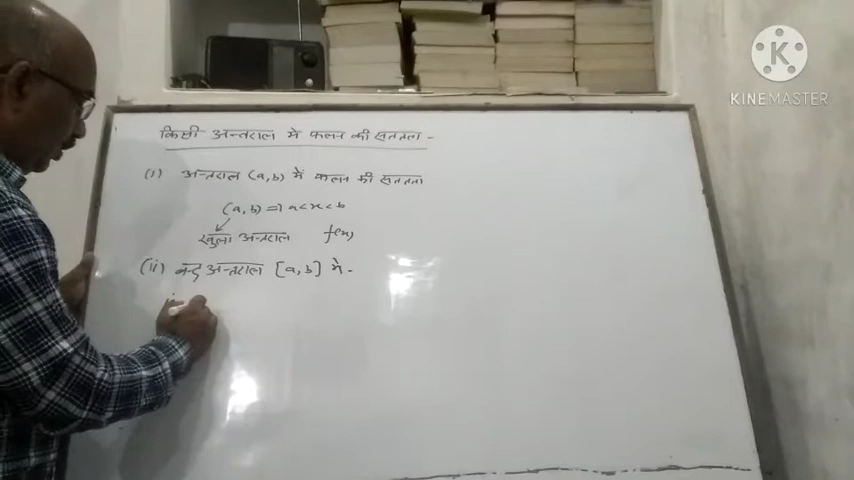 किसी अन्तराल में फलन की सततता -
(i) अन्तराल (a, b) में फलन की सततता
(a, b) => a < x < b
खुला अन्तराल f(x)
(ii) बन्द अन्तराल [a, b] में -
KINEMASTER